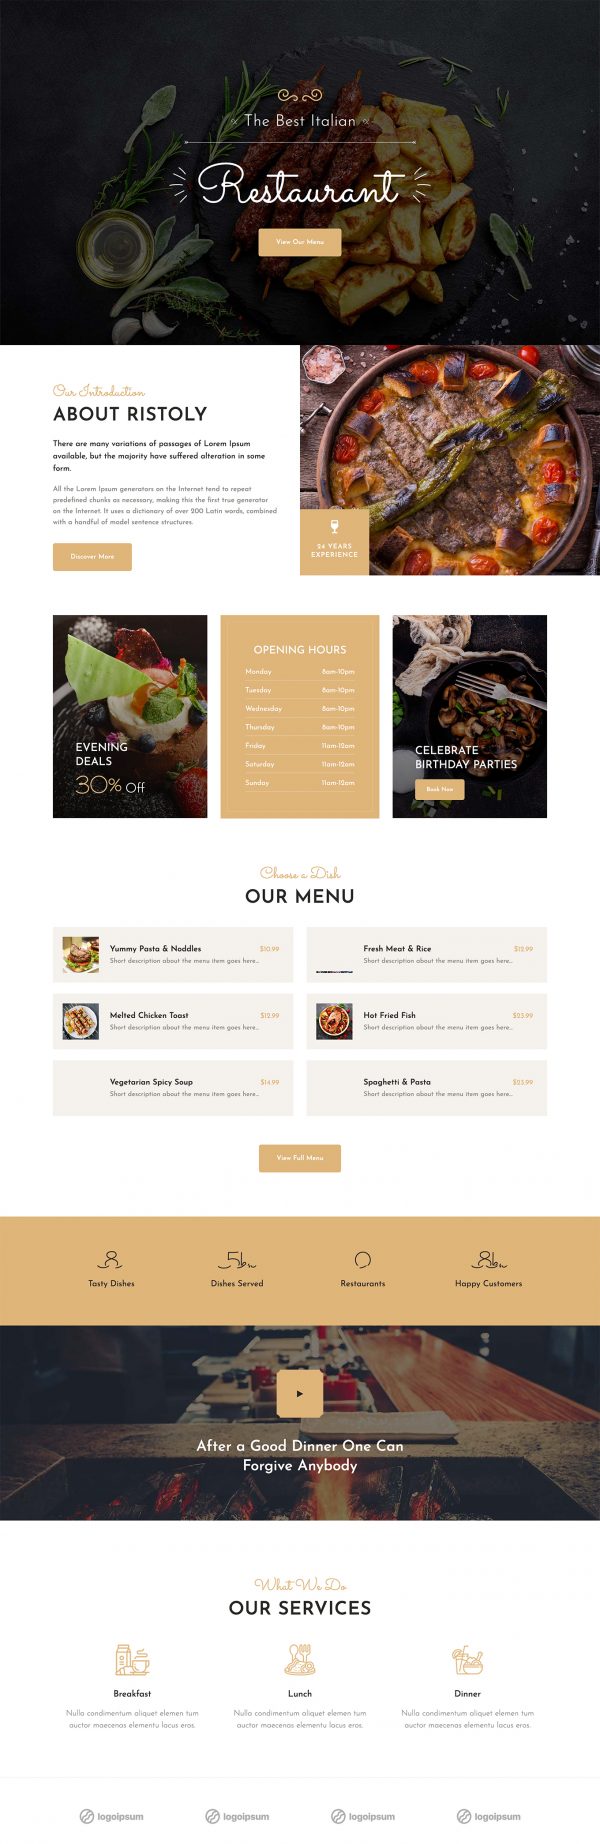 The Best Italian
Restaurant
View Our Menu
Our Introduction
ABOUT RISTOLY
There are many variations of passages of Lorem Ipsum
available, but the majority have suffered alteration in some
form.
All the Lorem Ipsum generators on the Internet tend to repeat
predefined chunks as necessary, making this the first true generator
on the Internet. It uses a dictionary of over 200 Latin words, combined
with a handful of model sentence structures.
Discover More
24 YEARS
EXPERIENCE
EVENING
DEALS
30% Off
OPENING HOURS
Monday 8am-10pm
Tuesday 8am-10pm
Wednesday 8am-10pm
Thursday 8am-10pm
Friday 11am-12am
Saturday 11am-12am
Sunday 11am-12am
CELEBRATE
BIRTHDAY PARTIES
Book Now
Choose a Dish
OUR MENU
Yummy Pasta & Noddles $10.99
Short description about the menu item goes here...
Fresh Meat & Rice $12.99
Short description about the menu item goes here...
Melted Chicken Toast $12.99
Short description about the menu item goes here...
Hot Fried Fish $23.99
Short description about the menu item goes here...
Vegetarian Spicy Soup $14.99
Short description about the menu item goes here...
Spaghetti & Pasta $23.99
Short description about the menu item goes here...
View Full Menu
8
5bn
0
8bn
Tasty Dishes
Dishes Served
Restaurants
Happy Customers
After a Good Dinner One Can
Forgive Anybody
What We Do
OUR SERVICES
Breakfast
Nulla condimentum aliquet elemen tum
auctor maecenas elementu lacus eros.
Lunch
Nulla condimentum aliquet elemen tum
auctor maecenas elementu lacus eros.
Dinner
Nulla condimentum aliquet elemen tum
auctor maecenas elementu lacus eros.
logoipsum
logoipsum
logoipsum
logoipsum